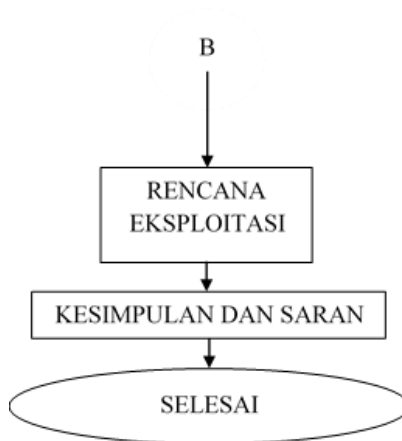 B
RENCANA
EKSPLOITASI
KESIMPULAN DAN SARAN
SELESAI